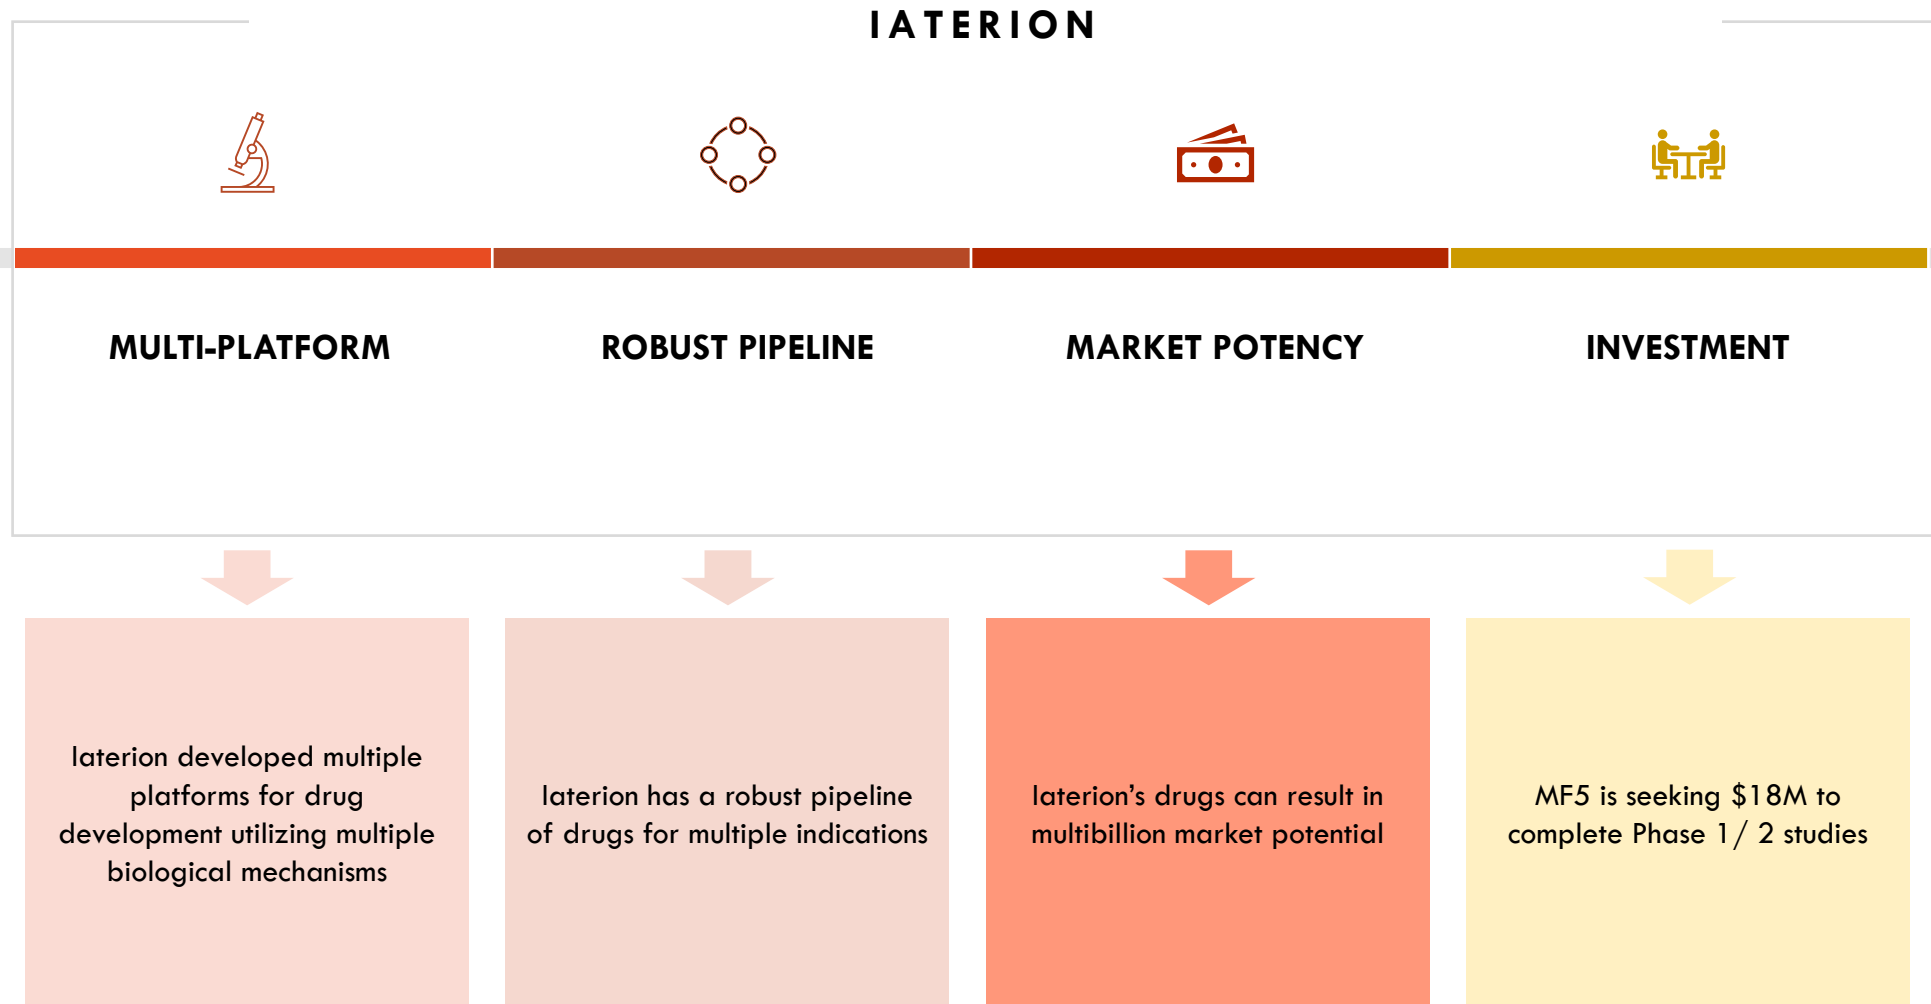 IATERION
MULTI-PLATFORM
ROBUST PIPELINE
MARKET POTENCY
INVESTMENT
Iaterion developed multiple
platforms for drug
development utilizing multiple
biological mechanisms
Iaterion has a robust pipeline
of drugs for multiple indications
Iaterion’s drugs can result in
multibillion market potential
MF5 is seeking $18M to
complete Phase 1/ 2 studies